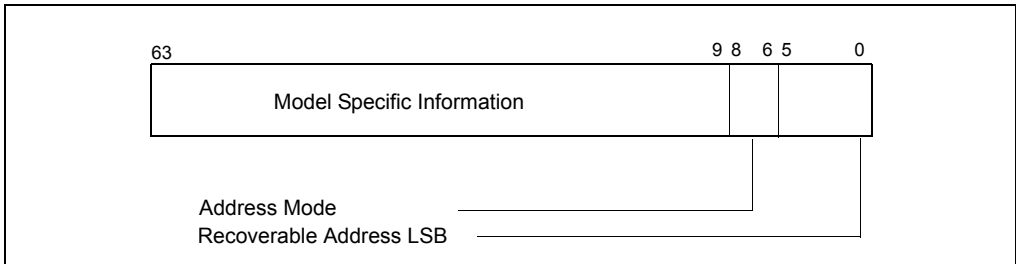 63 9 8 6 5 0
Model Specific Information
Address Mode
Recoverable Address LSB